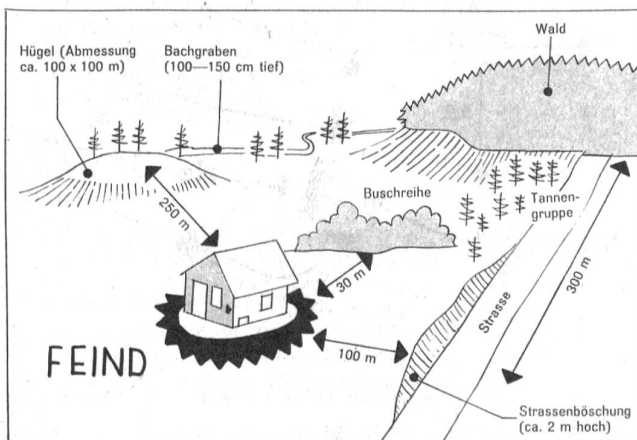 Hügel (Abmessung
ca. 100 x 100 m)
Bachgraben
(100—150 cm tief)
Wald
250 m
Buschreihe
Tannen-
gruppe
30 m
300 m
Strasse
100 m
FEIND
Strassenböschung
(ca. 2 m hoch)